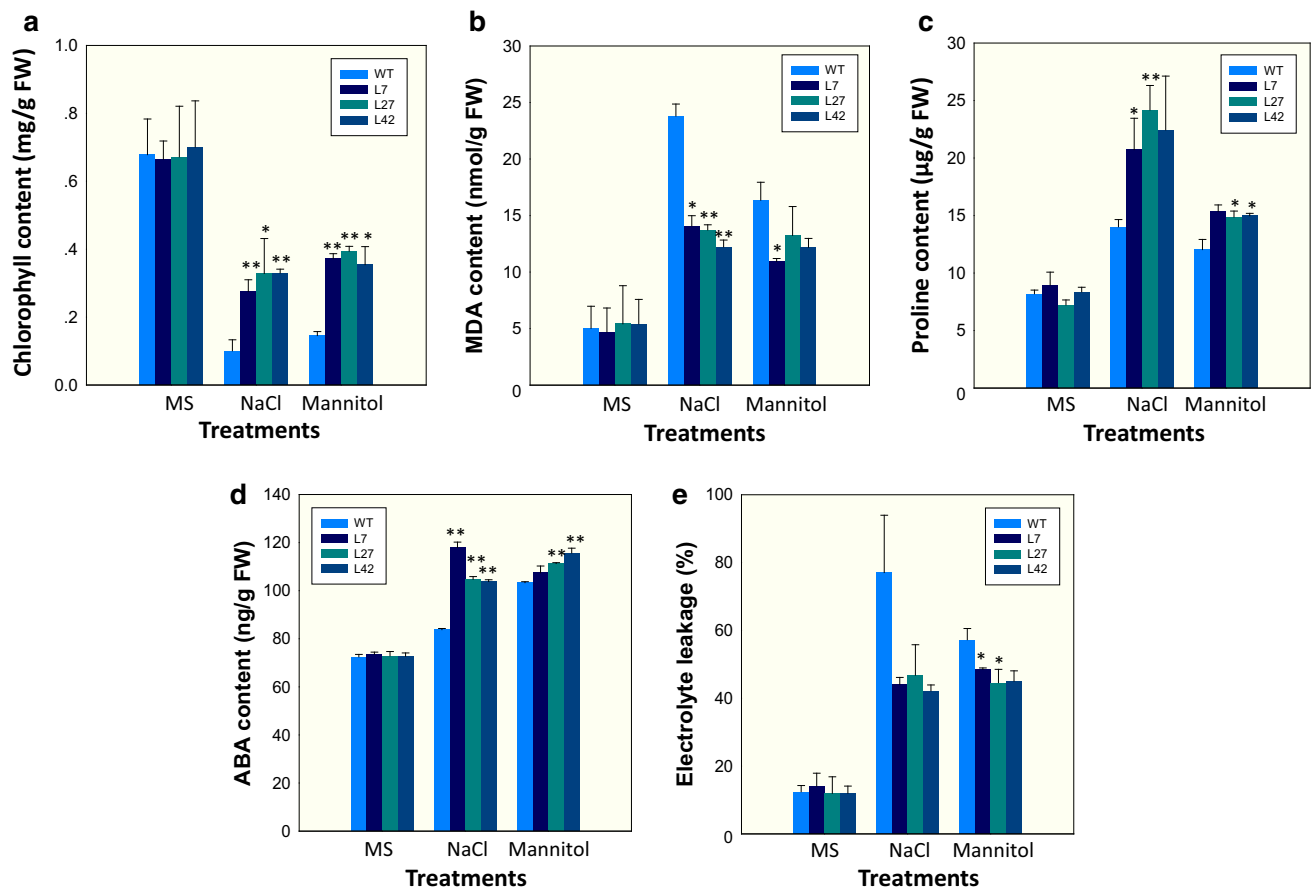 a
Chlorophyll content (mg/g FW)
1.0
.8
.6
.4
.2
0.0
WT
L7
L27
L42
**
*
**
**
**
*
MS NaCl Mannitol
Treatments
b
MDA content (nmol/g FW)
30
25
20
15
10
5
0
WT
L7
L27
L42
*
**
**
*
MS NaCl Mannitol
Treatments
c
Proline content (µg/g FW)
30
25
20
15
10
5
0
WT
L7
L27
L42
*
**
*
*
MS NaCl Mannitol
Treatments
d
ABA content (ng/g FW)
140
120
100
80
60
40
20
0
WT
L7
L27
L42
**
**
**
**
**
MS NaCl Mannitol
Treatments
e
Electrolyte leakage (%)
100
80
60
40
20
0
WT
L7
L27
L42
*
*
MS NaCl Mannitol
Treatments